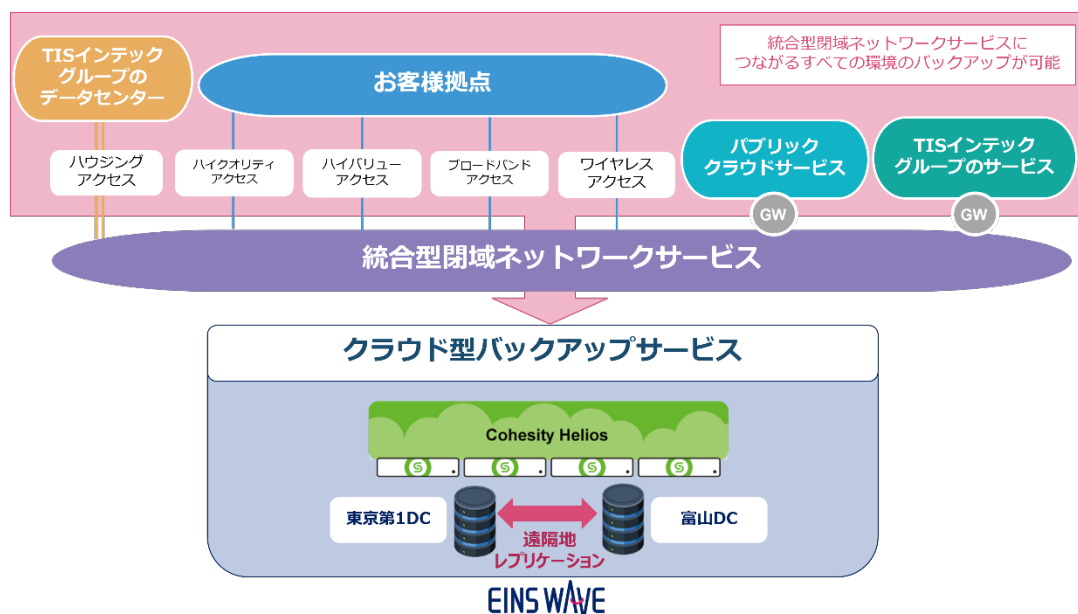 TISインテック
グループの
データセンター
お客様拠点
統合型閉域ネットワークサービスに
つながるすべての環境のバックアップが可能
ハウジング
アクセス
ハイクオリティ
アクセス
ハイバリュー
アクセス
ブロードバンド
アクセス
ワイヤレス
アクセス
パブリック
クラウドサービス
TISインテック
グループのサービス
GW
GW
統合型閉域ネットワークサービス
クラウド型バックアップサービス
Cohesity Helios
東京第1DC
富山DC
遠隔地
レプリケーション
EINS WAVE